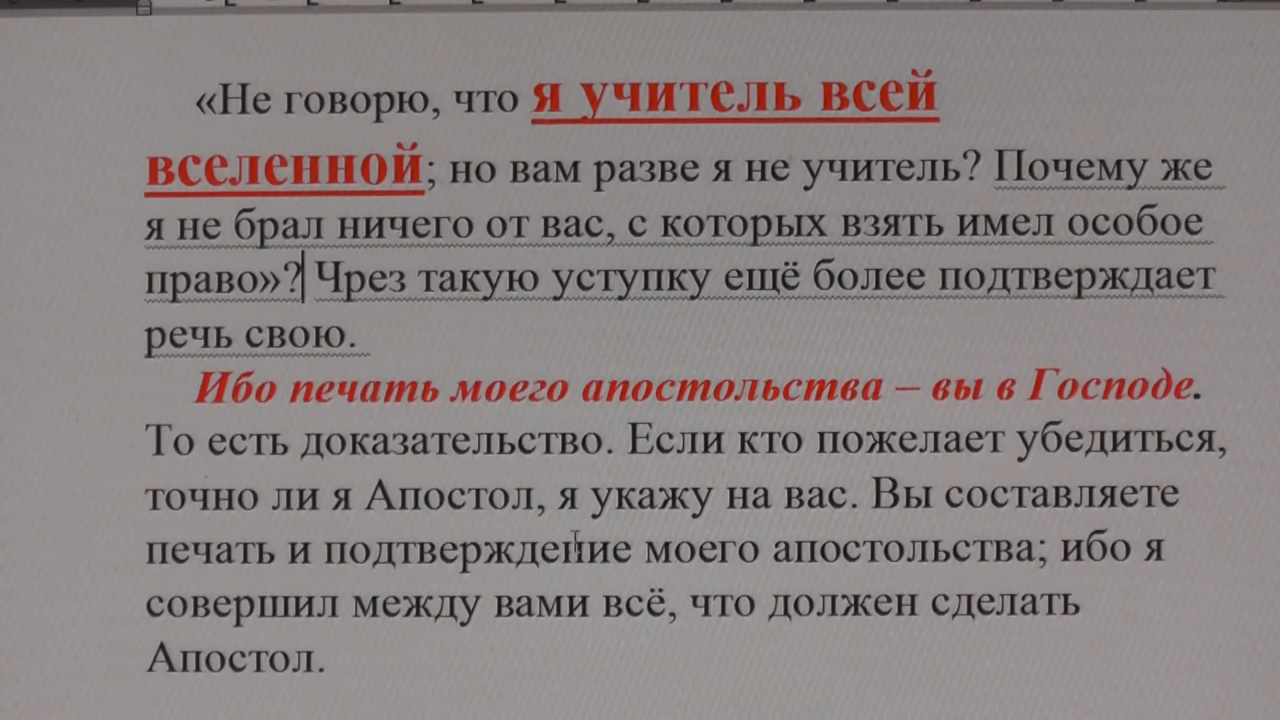 «Не говорю, что я учитель всей
вселенной; но вам разве я не учитель? Почему же
я не брал ничего от вас, с которых взять имел особое
право»? Чрез такую уступку ещё более подтверждает
речь свою.
Ибо печать моего апостольства – вы в Господе.
То есть доказательство. Если кто пожелает убедиться,
точно ли я Апостол, я укажу на вас. Вы составляете
печать и подтверждение моего апостольства; ибо я
совершил между вами всё, что должен сделать
Апостол.